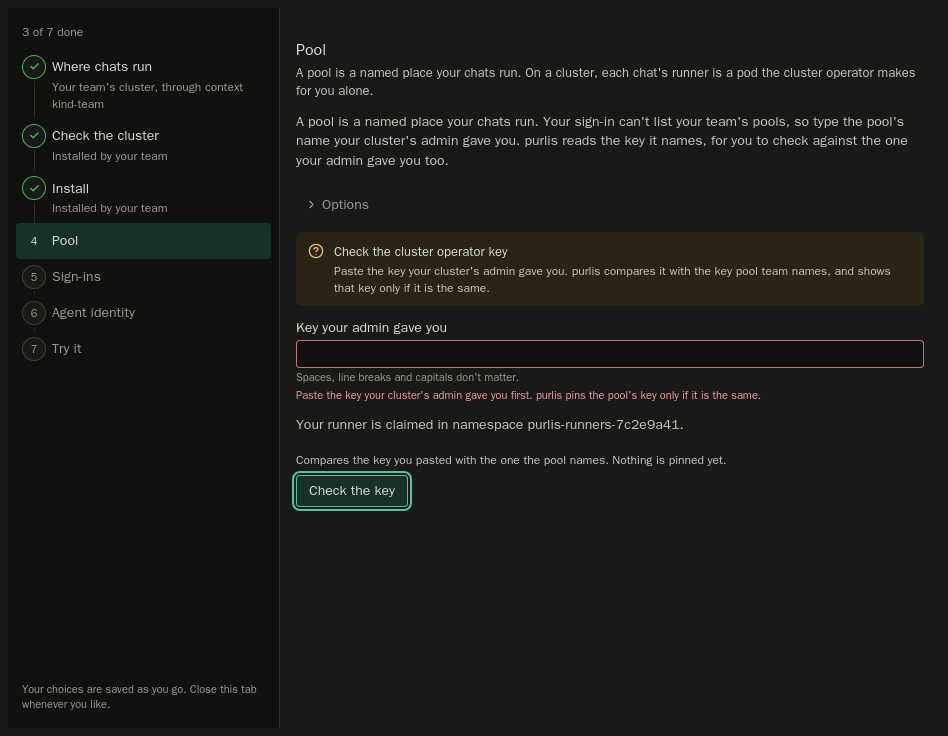 3 of 7 done
Where chats run
Your team's cluster, through context
kind-team
Check the cluster
Installed by your team
Install
Installed by your team
4 Pool
5 Sign-ins
6 Agent identity
7 Try it
Your choices are saved as you go. Close this tab
whenever you like.
Pool
A pool is a named place your chats run. On a cluster, each chat's runner is a pod the cluster operator makes
for you alone.
A pool is a named place your chats run. Your sign-in can't list your team's pools, so type the pool's
name your cluster's admin gave you. purlis reads the key it names, for you to check against the one
your admin gave you too.
Options
Check the cluster operator key
Paste the key your cluster's admin gave you. purlis compares it with the key pool team names, and shows
that key only if it is the same.
Key your admin gave you
Spaces, line breaks and capitals don't matter.
Paste the key your cluster's admin gave you first. purlis pins the pool's key only if it is the same.
Your runner is claimed in namespace purlis-runners-7c2e9a41.
Compares the key you pasted with the one the pool names. Nothing is pinned yet.
Check the key